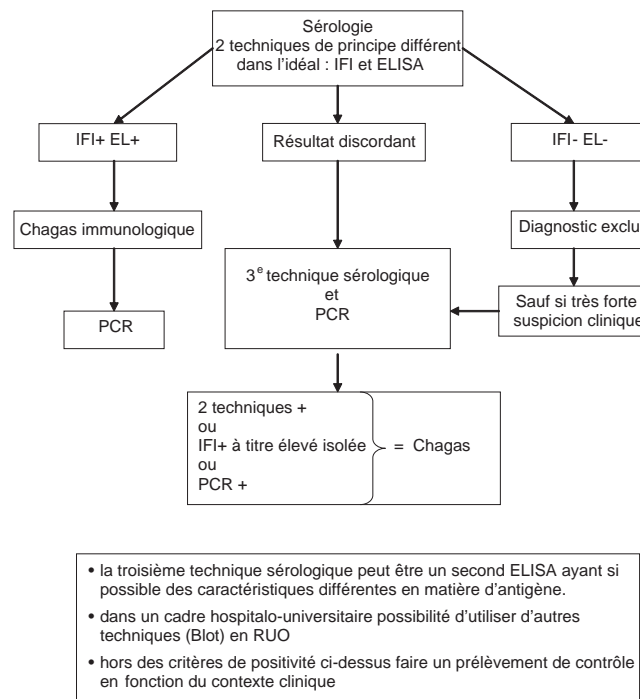 Sérologie
2 techniques de principe différent
dans l'idéal : IFI et ELISA
IFI+ EL+
Résultat discordant
IFI- EL-
Chagas immunologique
Diagnostic exclu
3e technique sérologique
et
PCR
Sauf si très forte
suspicion clinique
PCR
2 techniques +
ou
IFI+ à titre élevé isolée
ou
PCR +
= Chagas
• la troisième technique sérologique peut être un second ELISA ayant si
possible des caractéristiques différentes en matière d'antigène.
• dans un cadre hospitalo-universitaire possibilité d'utiliser d'autres
techniques (Blot) en RUO
• hors des critères de positivité ci-dessus faire un prélèvement de contrôle
en fonction du contexte clinique